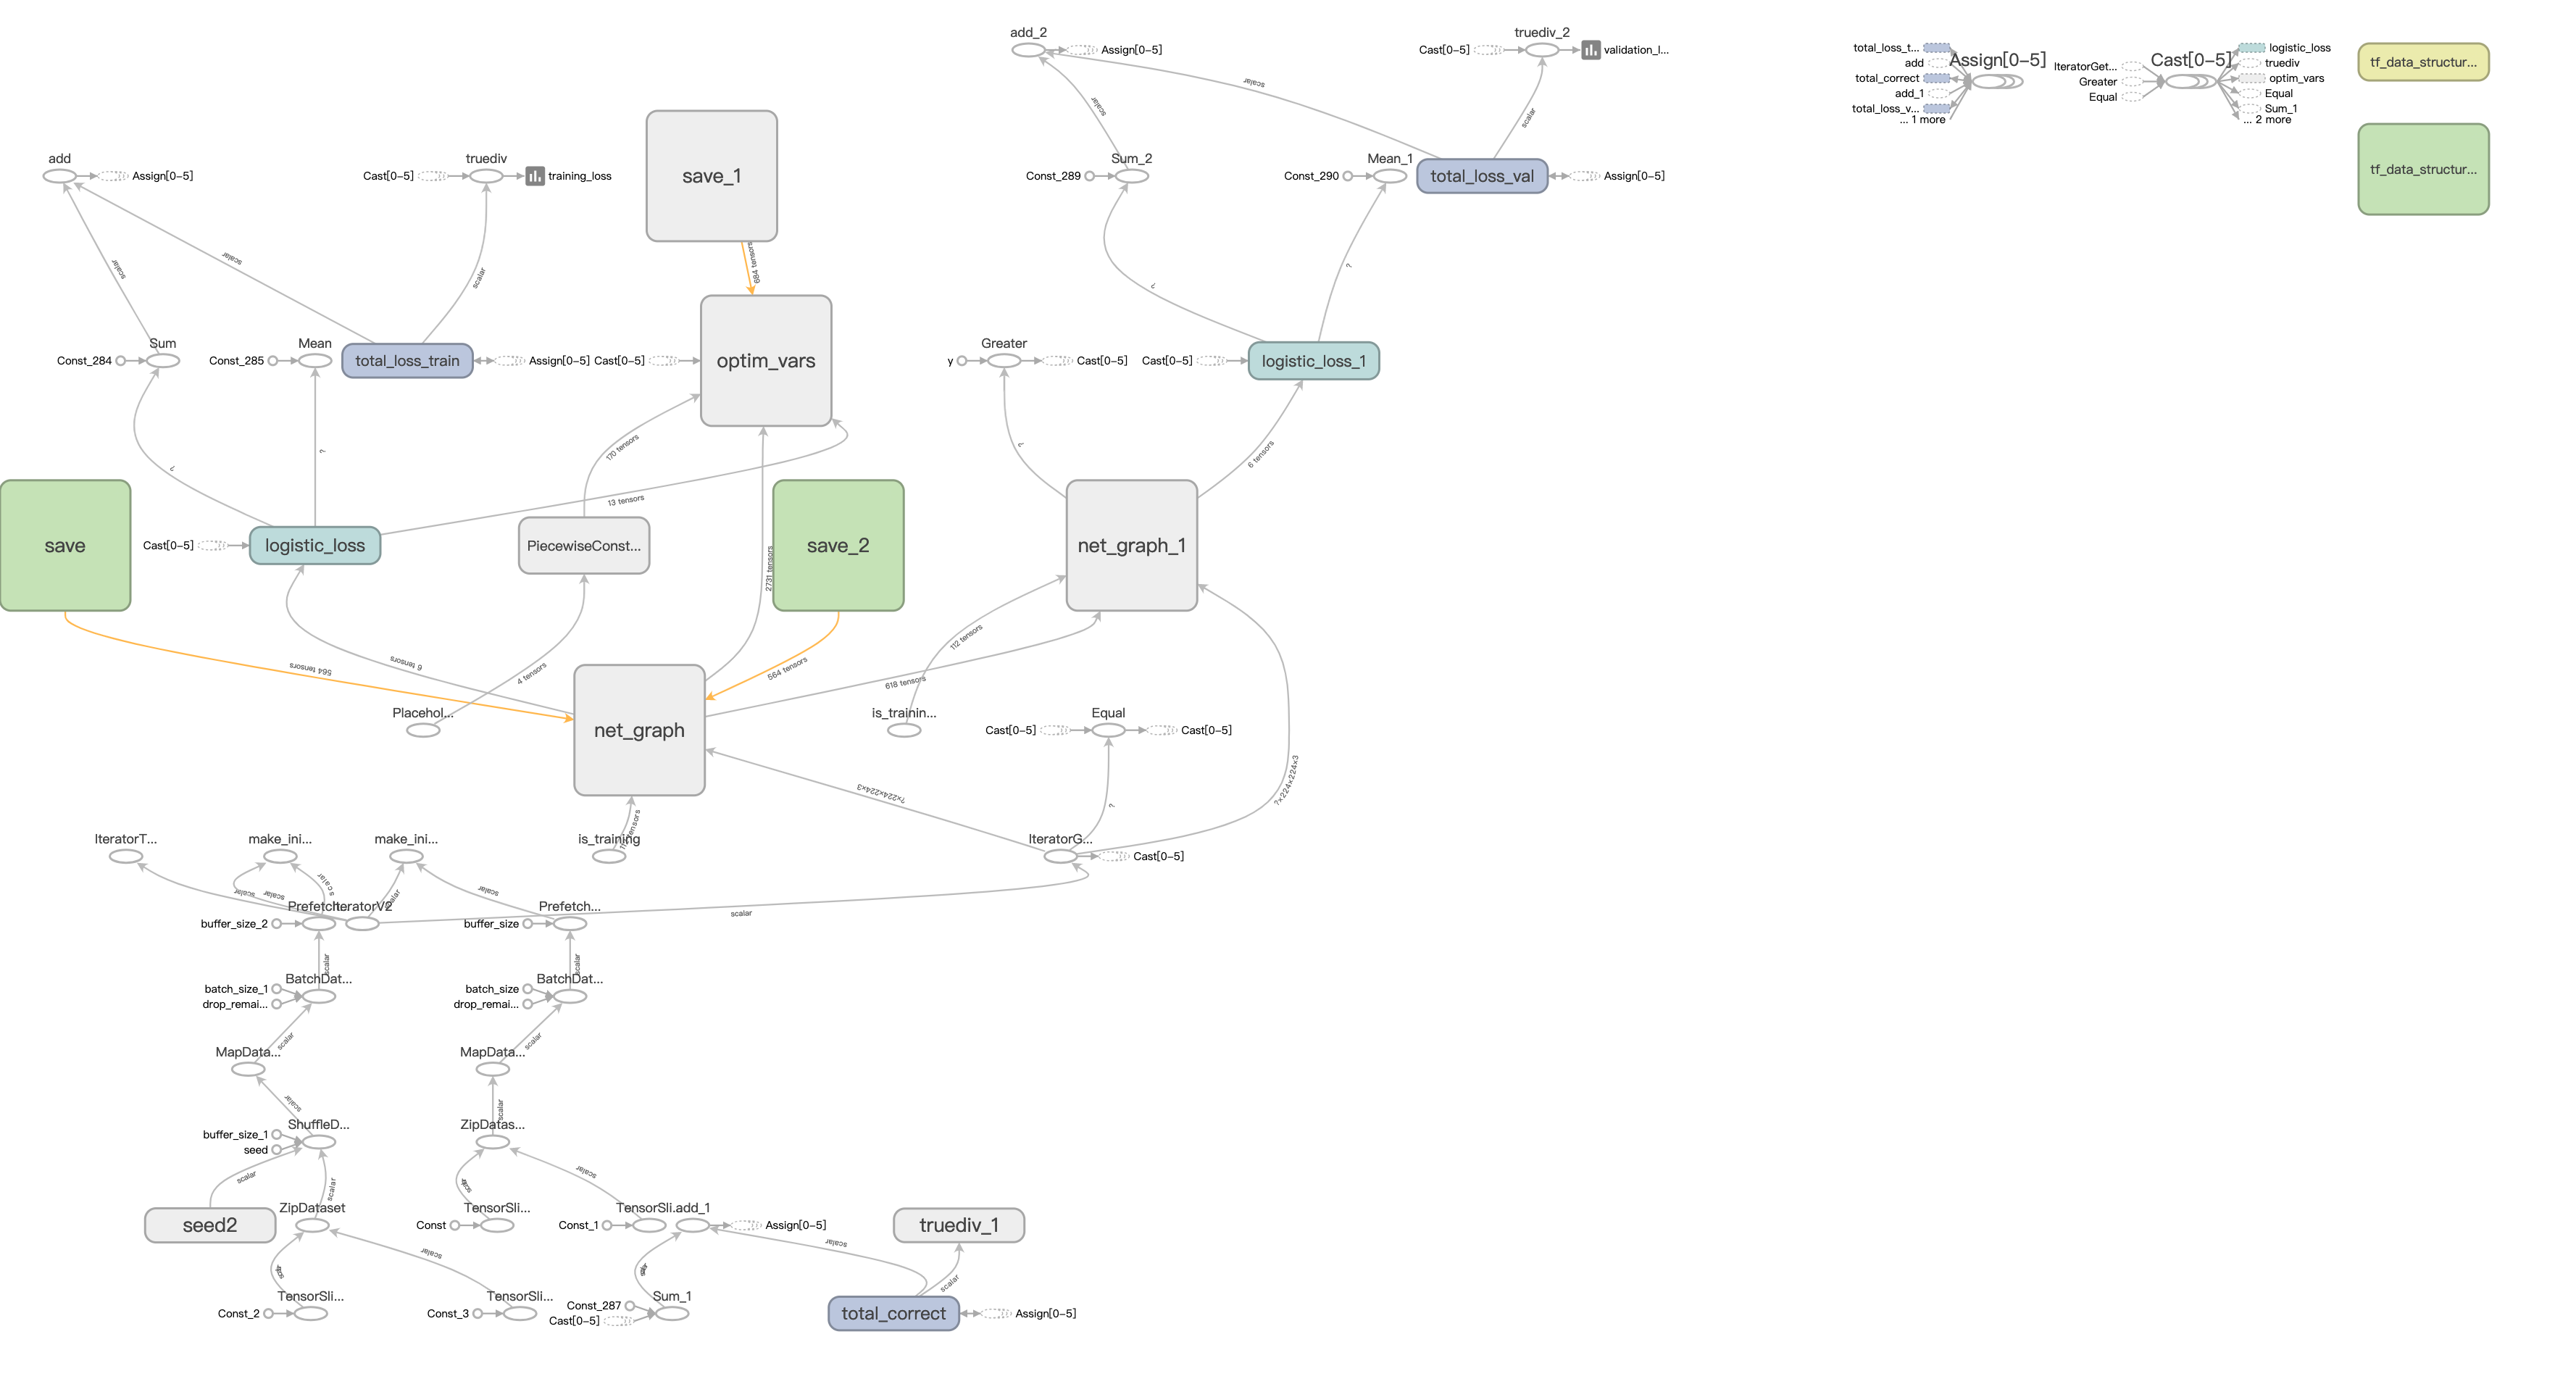 add_2
Assign[0-5]
scalar
scalar
Cast[0-5]
truediv_2
validation_l...
scalar
total_loss_t...
add
total_correct
add_1
total_loss_v...
... 1 more
Assign[0-5]
IteratorGet...
Greater
Equal
Cast[0-5]
logistic_loss
truediv
optim_vars
Equal
Sum_1
... 2 more
tf_data_structur...
tf_data_structur...
add
Assign[0-5]
Cast[0-5]
truediv
training_loss
save_1
Const_289
Sum_2
Const_290
Mean_1
total_loss_val
Assign[0-5]
scalar
scalar
scalar
684 tensors
?
?
Const_284
Sum
Const_285
Mean
total_loss_train
Assign[0-5]
Cast[0-5]
optim_vars
y
Greater
Cast[0-5]
Cast[0-5]
logistic_loss_1
?
?
170 tensors
?
6 tensors
13 tensors
save
Cast[0-5]
logistic_loss
PiecewiseConst...
2731 tensors
save_2
net_graph_1
564 tensors
6 tensors
4 tensors
564 tensors
112 tensors
618 tensors
Placehol...
net_graph
is_trainin...
Cast[0-5]
Equal
Cast[0-5]
?×224×224×3
?
?×224×224×3
IteratorT...
make_ini...
make_ini...
is_training
IteratorG...
Cast[0-5]
scalar
scalar
scalar
scalar
scalar
scalar
buffer_size_2
IteratorV2
buffer_size
Prefetch...
scalar
scalar
batch_size_1
drop_remai...
BatchDat...
batch_size
drop_remai...
BatchDat...
scalar
scalar
MapData...
MapData...
scalar
scalar
buffer_size_1
seed
ShuffleD...
ZipDatas...
scalar
scalar
scalar
scalar
seed2
ZipDataset
Const
TensorSli...
Const_1
TensorSli...
add_1
Assign[0-5]
truediv_1
scalar
scalar
scalar
scalar
scalar
Const_2
TensorSli...
Const_3
TensorSli...
Const_287
Cast[0-5]
Sum_1
total_correct
Assign[0-5]